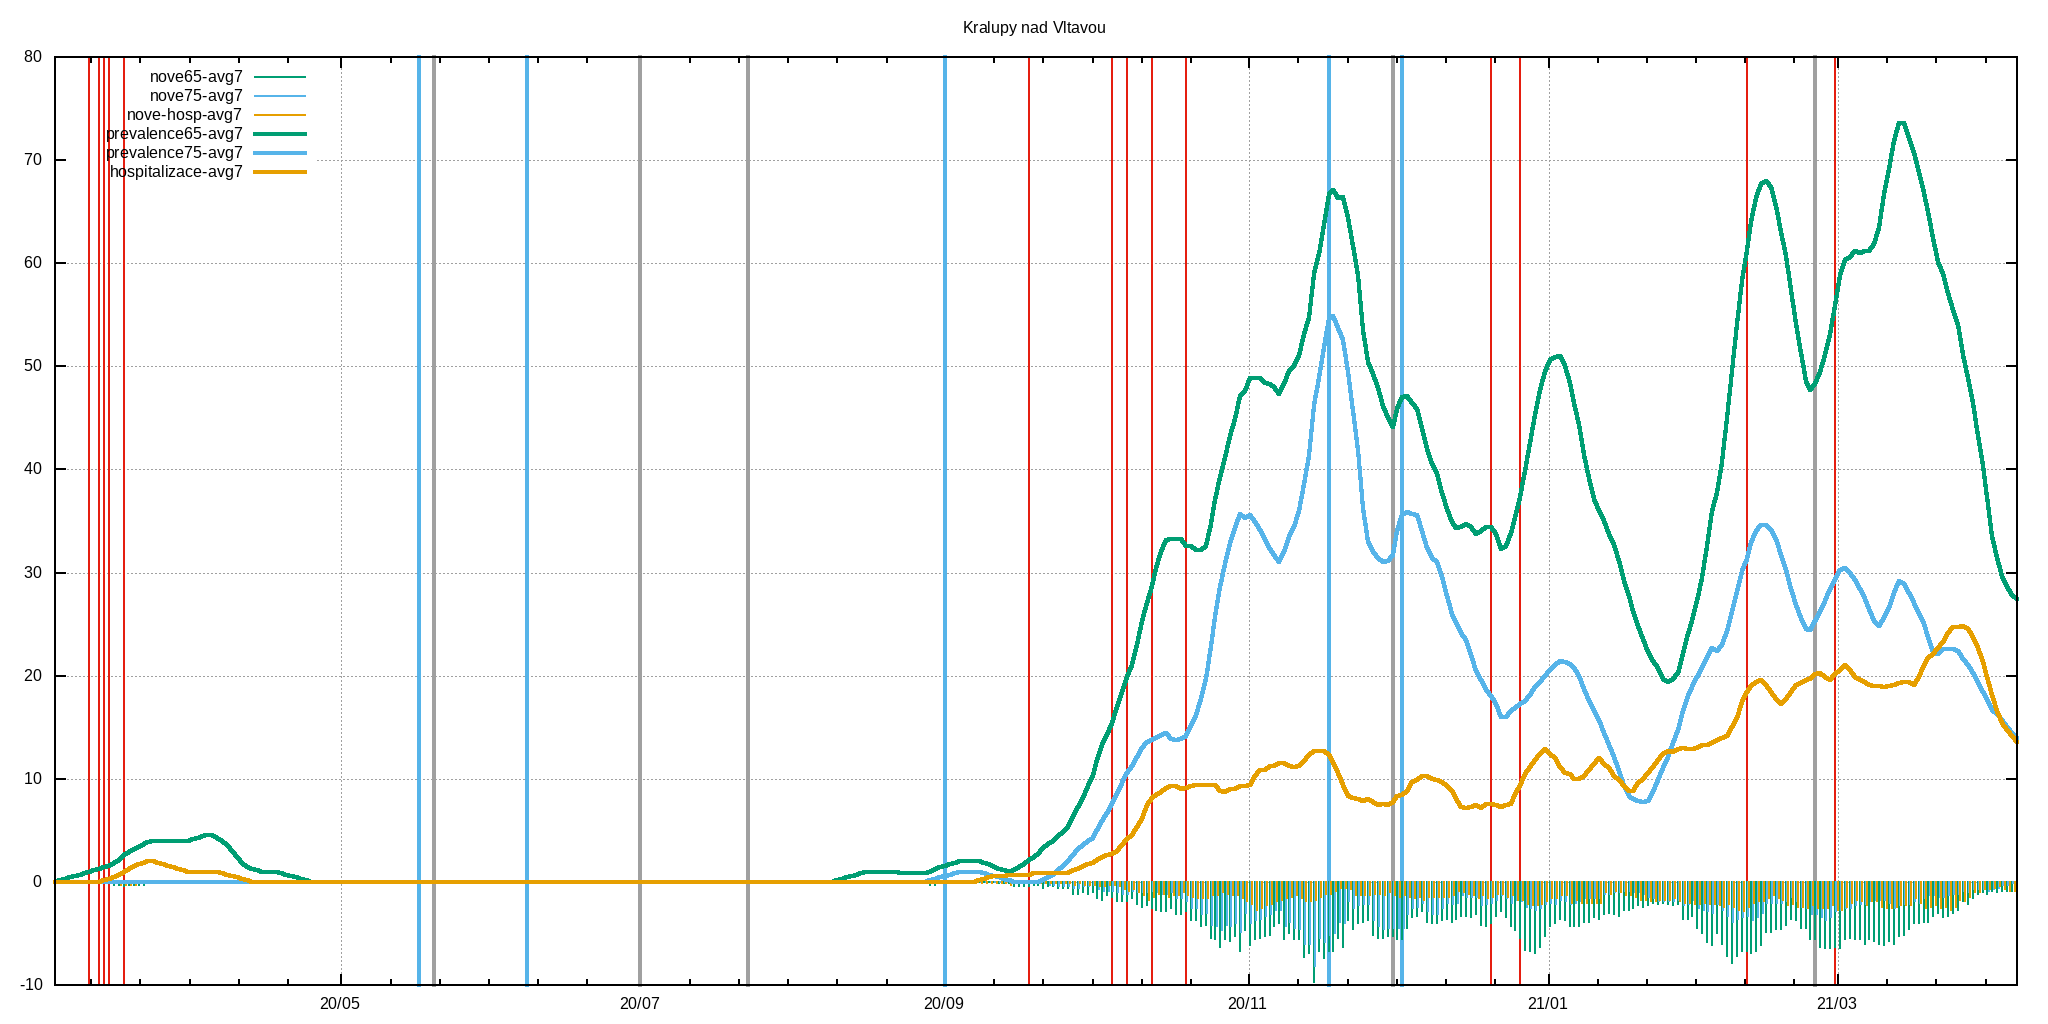 Kralupy nad Vltavou
80
70
60
50
40
30
20
10
0
-10
nove65-avg7
nove75-avg7
nove-hosp-avg7
prevalence65-avg7
prevalence75-avg7
hospitalizace-avg7
20/05
20/07
20/09
20/11
21/01
21/03